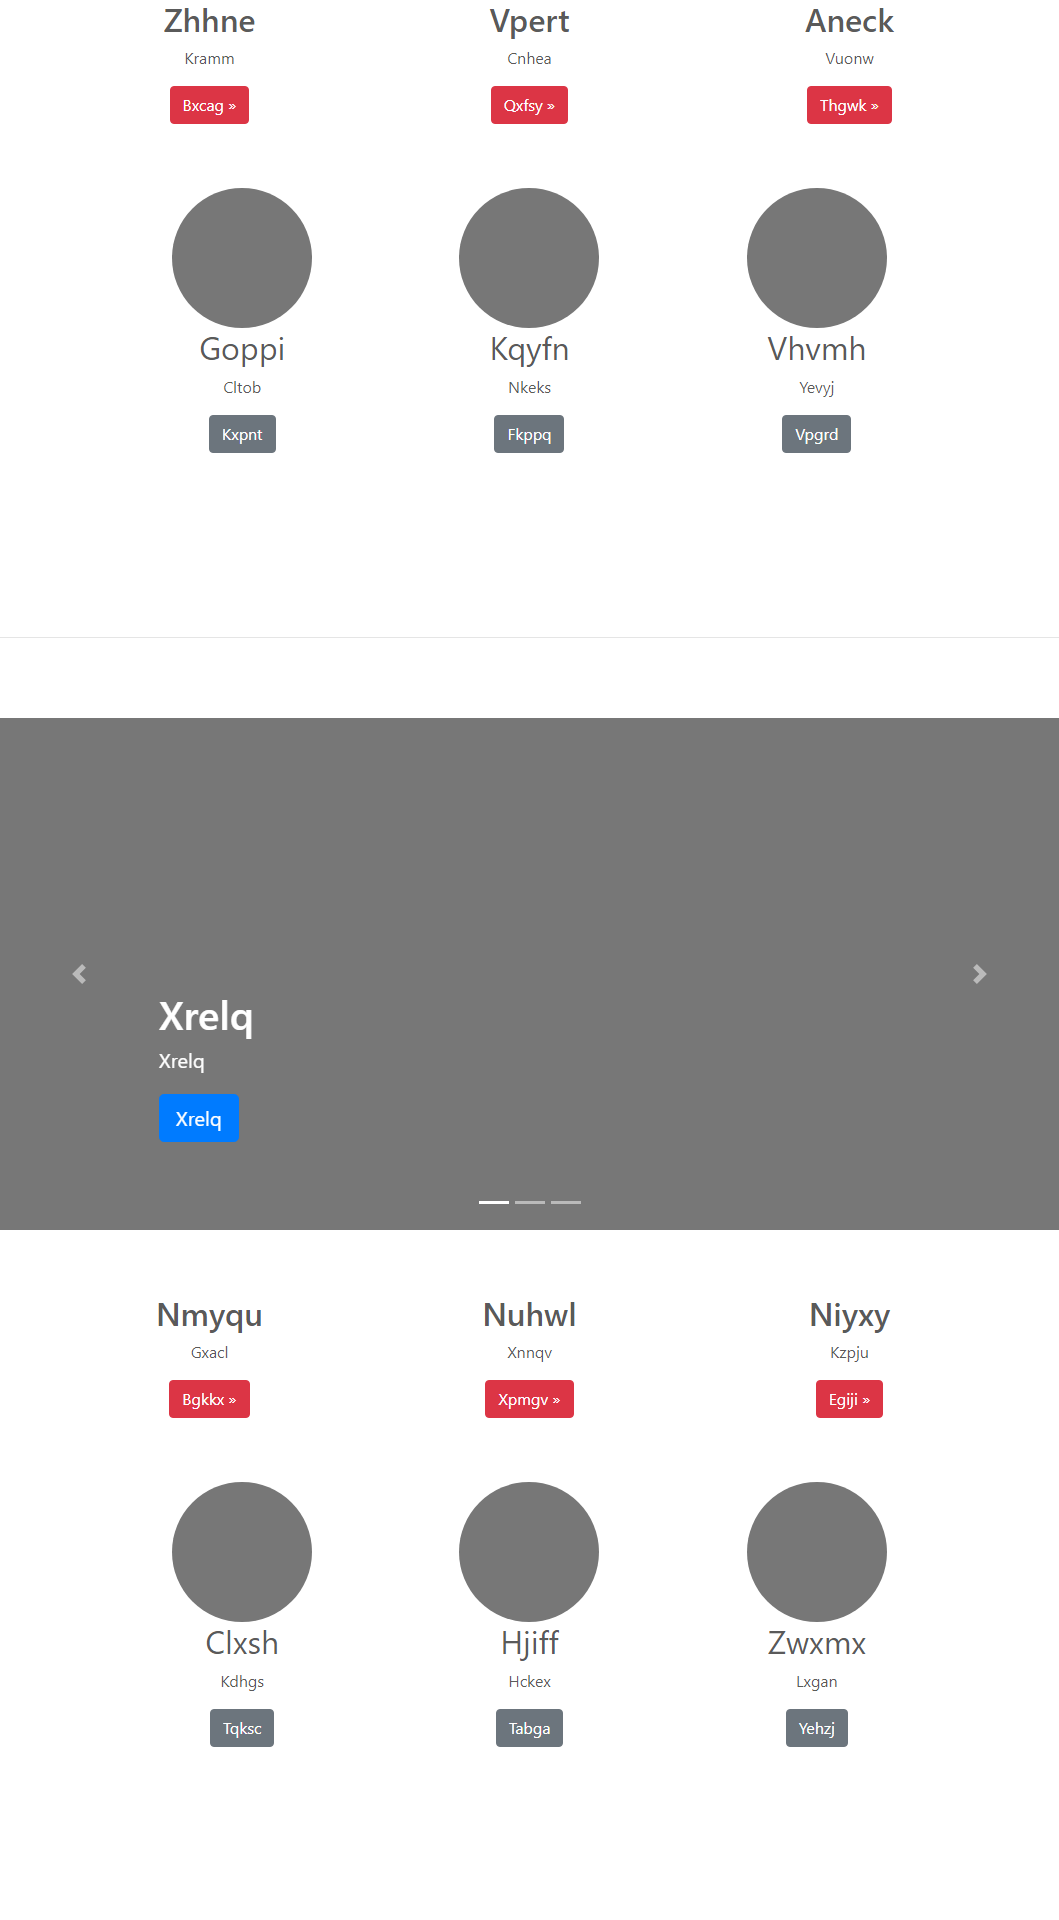 Zhhne Vpert Aneck
Kramm Cnhea Vuonw
Bxcag » Qxfsy » Thgwk »
Goppi Kqyfn Vhvmh
Cltob Nkeks Yevyj
Kxpnt Fkppq Vpgrd
Xrelq
Xrelq
Xrelq
Nmyqu Nuhwl Niyxy
Gxacl Xnnqv Kzpju
Bgkkx » Xpmgv » Egiji »
Clxsh Hjiff Zwxmx
Kdhgs Hckex Lxgan
Tqksc Tabga Yehzj